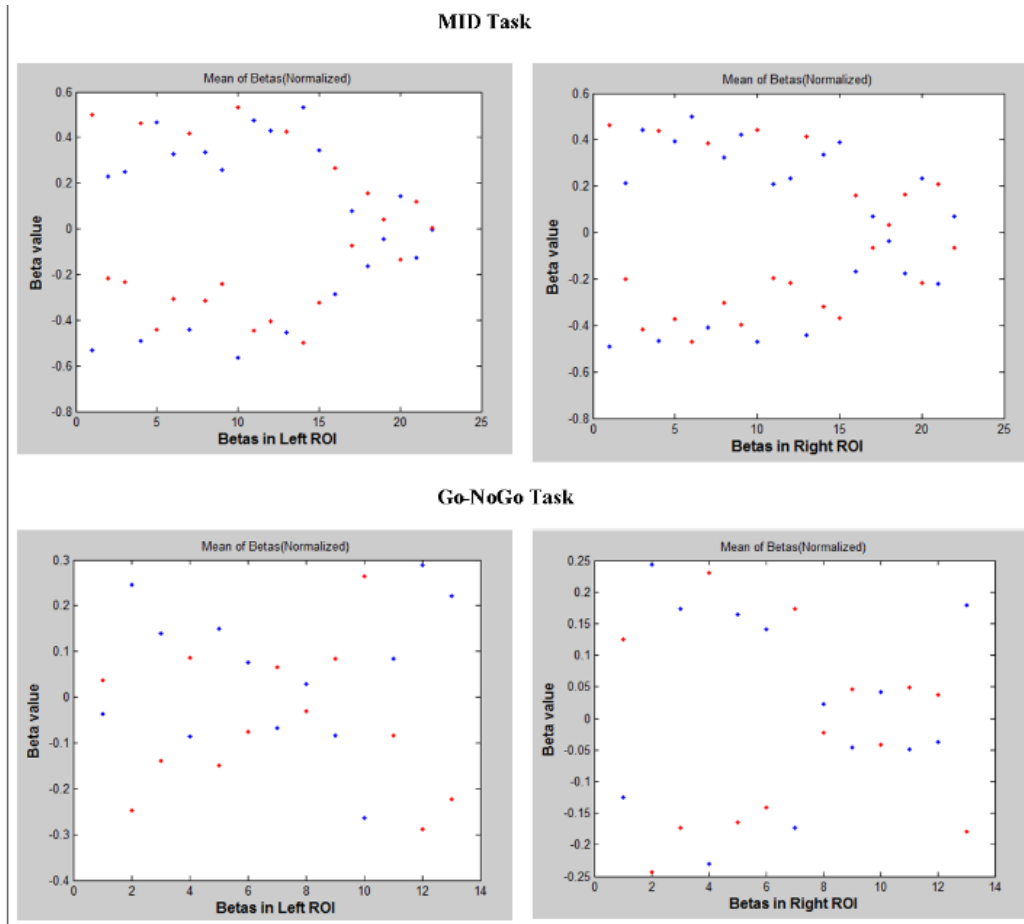 MID Task
Mean of Betas(Normalized)
0.6
0.4
0.2
0
-0.2
-0.4
-0.6
-0.8
Beta value
0 5 10 15 20 25
Betas in Left ROI
Mean of Betas(Normalized)
0.6
0.4
0.2
0
-0.2
-0.4
-0.6
-0.8
Beta value
0 5 10 15 20 25
Betas in Right ROI
Go-NoGo Task
Mean of Betas(Normalized)
0.3
0.2
0.1
0
-0.1
-0.2
-0.3
-0.4
Beta value
0 2 4 6 8 10 12 14
Betas in Left ROI
Mean of Betas(Normalized)
0.25
0.2
0.15
0.1
0.05
0
-0.05
-0.1
-0.15
-0.2
-0.25
Beta value
0 2 4 6 8 10 12 14
Betas in Right ROI